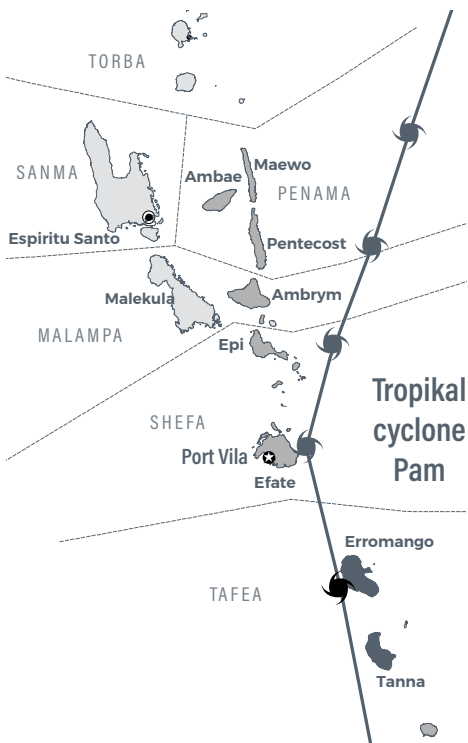 TORBA
SANMA
Ambae
Maewo
PENAMA
Espiritu Santo
Pentecost
Malekula
Ambrym
MALAMPA
Epi
Tropikal
cyclone
Pam
SHEFA
Port Vila
Efate
Erromango
TAFEA
Tanna